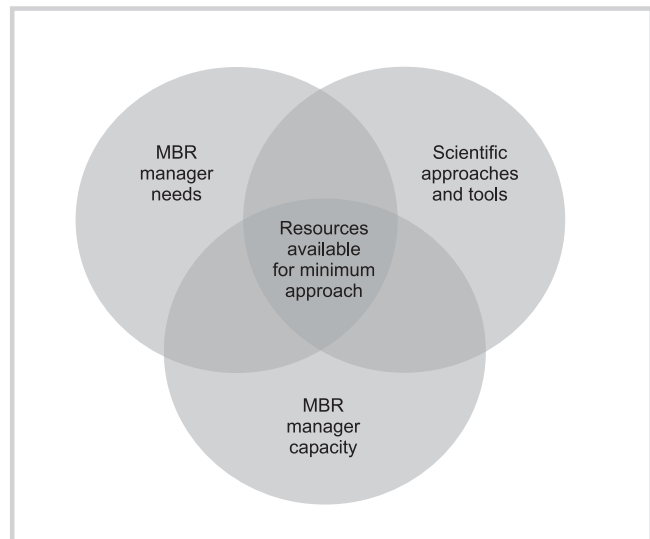 MBR
manager
needs
Scientific
approaches
and tools
Resources
available
for minimum
approach
MBR
manager
capacity